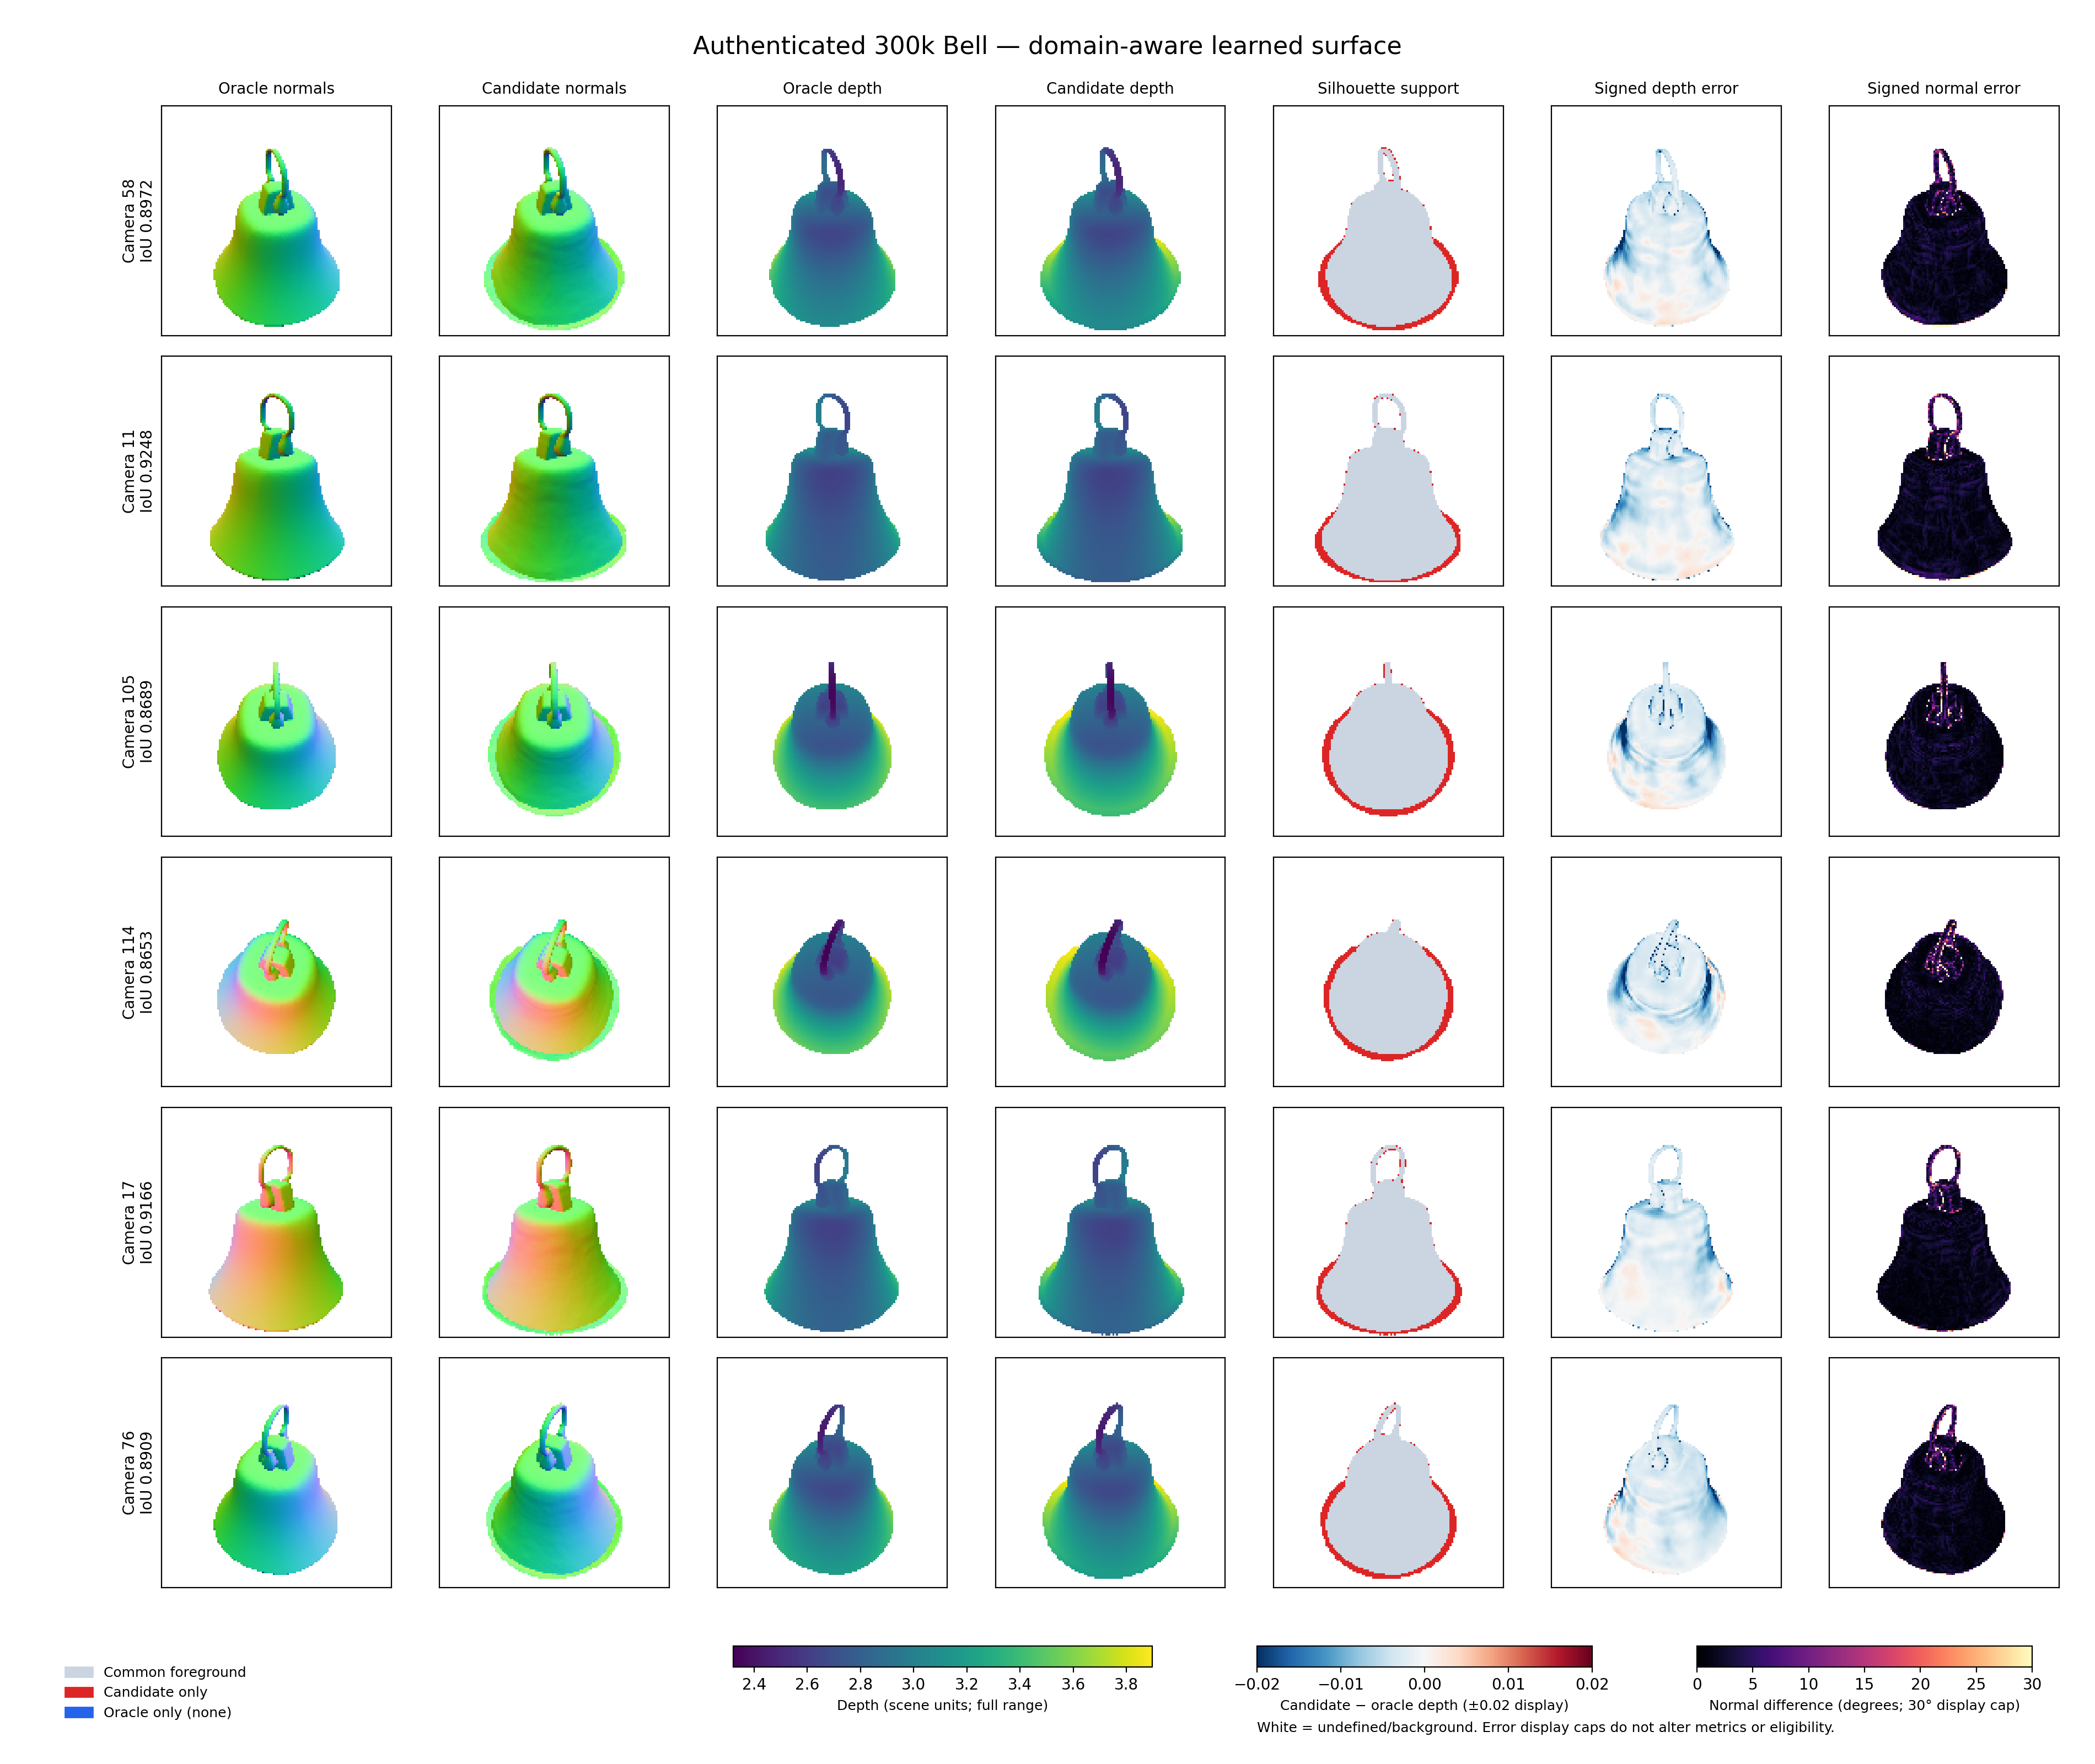 Authenticated 300k Bell — domain-aware learned surface
Oracle normals
Candidate normals
Oracle depth
Candidate depth
Silhouette support
Signed depth error
Signed normal error
Camera 58
IoU 0.8972
Camera 11
IoU 0.9248
Camera 105
IoU 0.8689
Camera 114
IoU 0.8653
Camera 17
IoU 0.9166
Camera 76
IoU 0.8909
Common foreground
Candidate only
Oracle only (none)
2.4 2.6 2.8 3.0 3.2 3.4 3.6 3.8
Depth (scene units; full range)
−0.02 −0.01 0.00 0.01 0.02
Candidate − oracle depth (±0.02 display)
White = undefined/background. Error display caps do not alter metrics or eligibility.
0 5 10 15 20 25 30
Normal difference (degrees; 30° display cap)